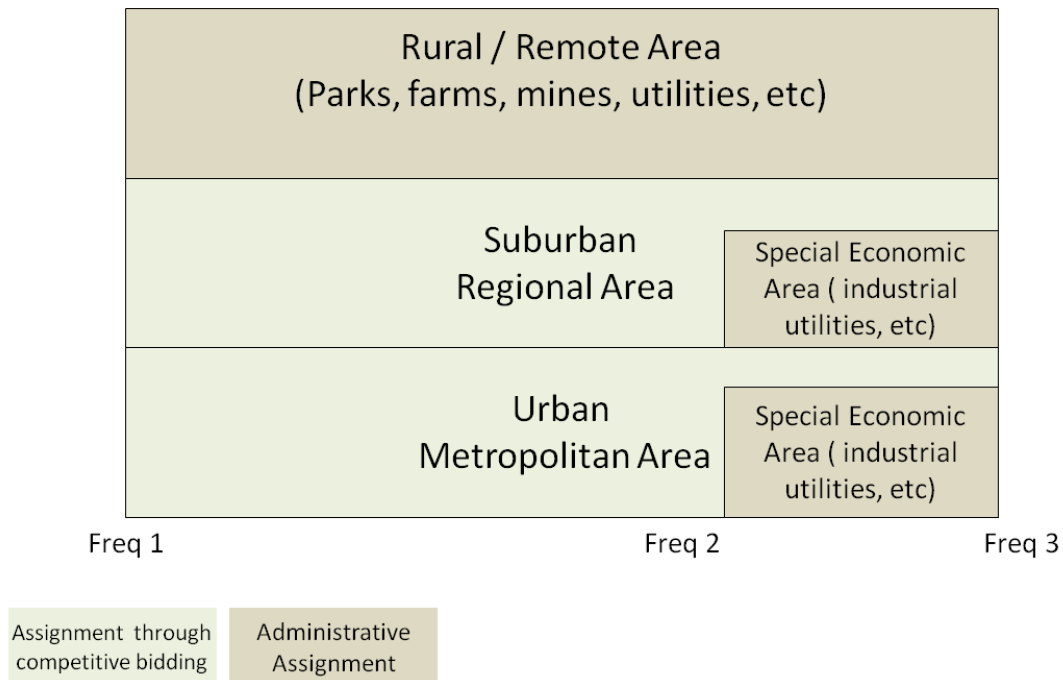 Rural / Remote Area
(Parks, farms, mines, utilities, etc)
Suburban
Regional Area
Special Economic
Area ( industrial
utilities, etc)
Urban
Metropolitan Area
Special Economic
Area ( industrial
utilities, etc)
Freq 1
Freq 2
Freq 3
Assignment through
competitive bidding
Administrative
Assignment